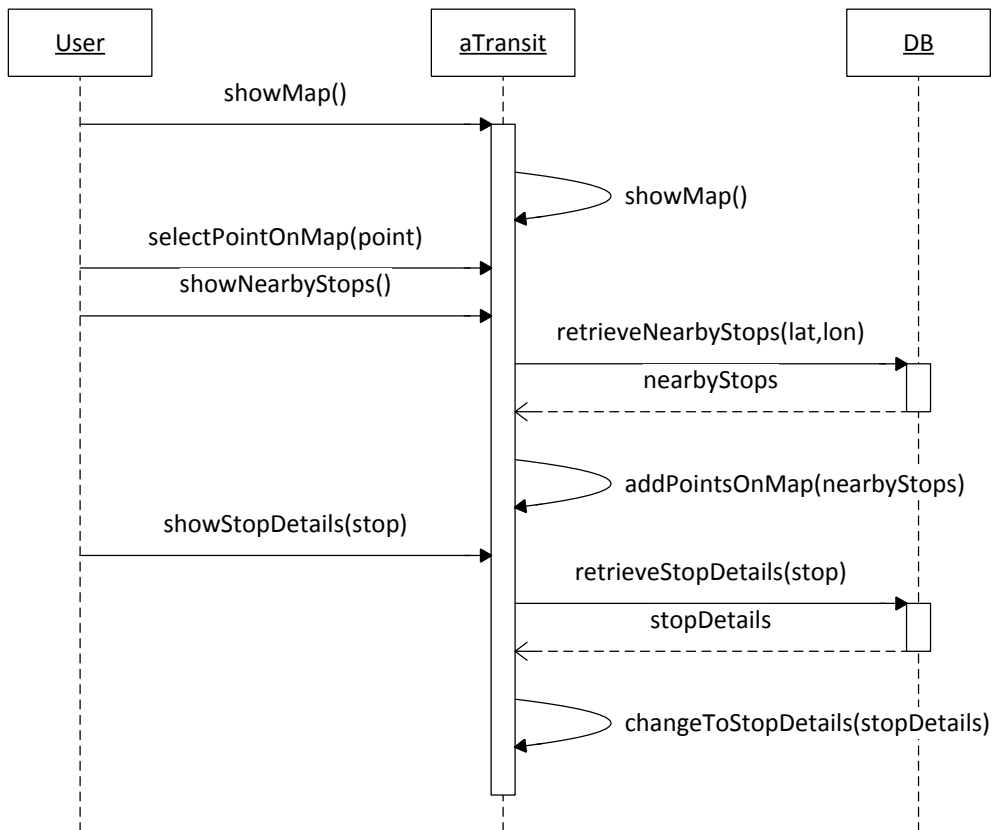 User
aTransit
DB
showMap()
showMap()
selectPointOnMap(point)
showNearbyStops()
retrieveNearbyStops(lat,lon)
nearbyStops
addPointsOnMap(nearbyStops)
showStopDetails(stop)
retrieveStopDetails(stop)
stopDetails
changeToStopDetails(stopDetails)